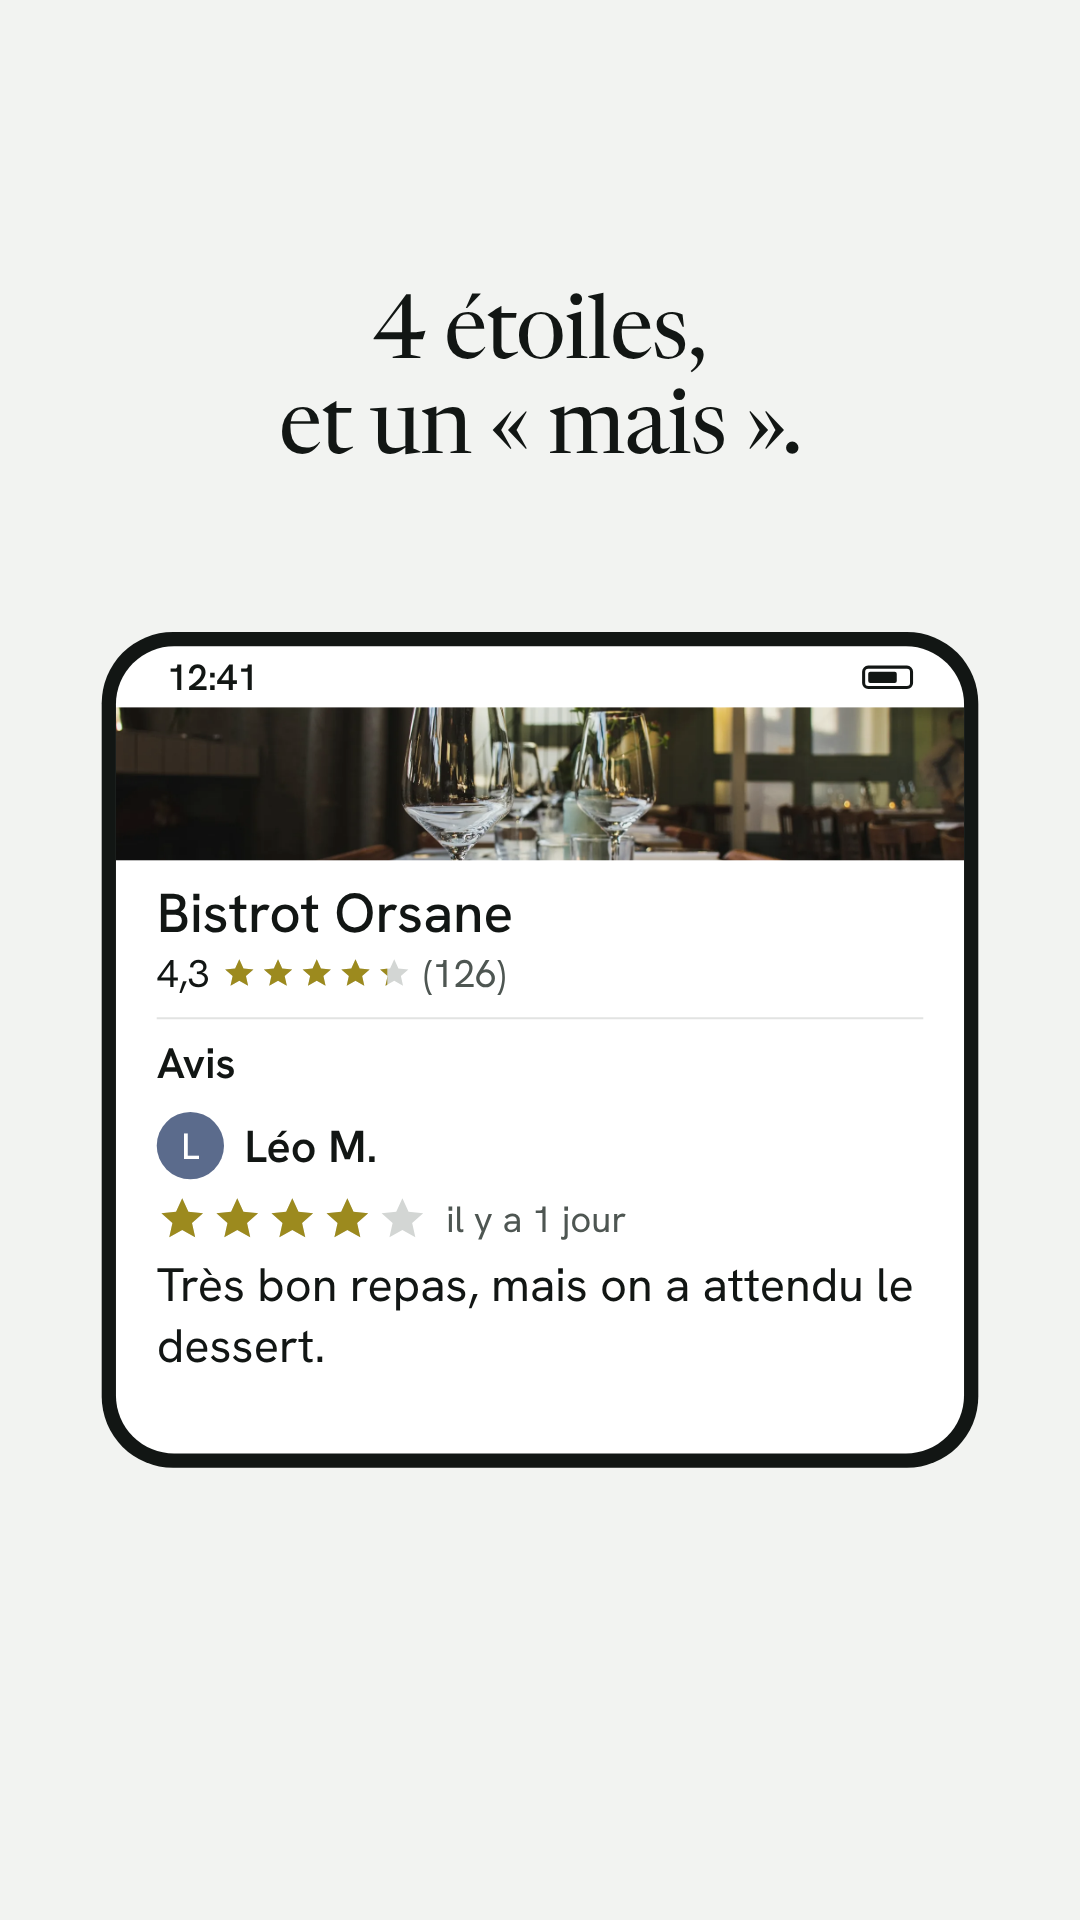 4 étoiles,
et un « mais ».
12:41
Bistrot Orsane
4,3 (126)
Avis
L Léo M.
il y a 1 jour
Très bon repas, mais on a attendu le
dessert.